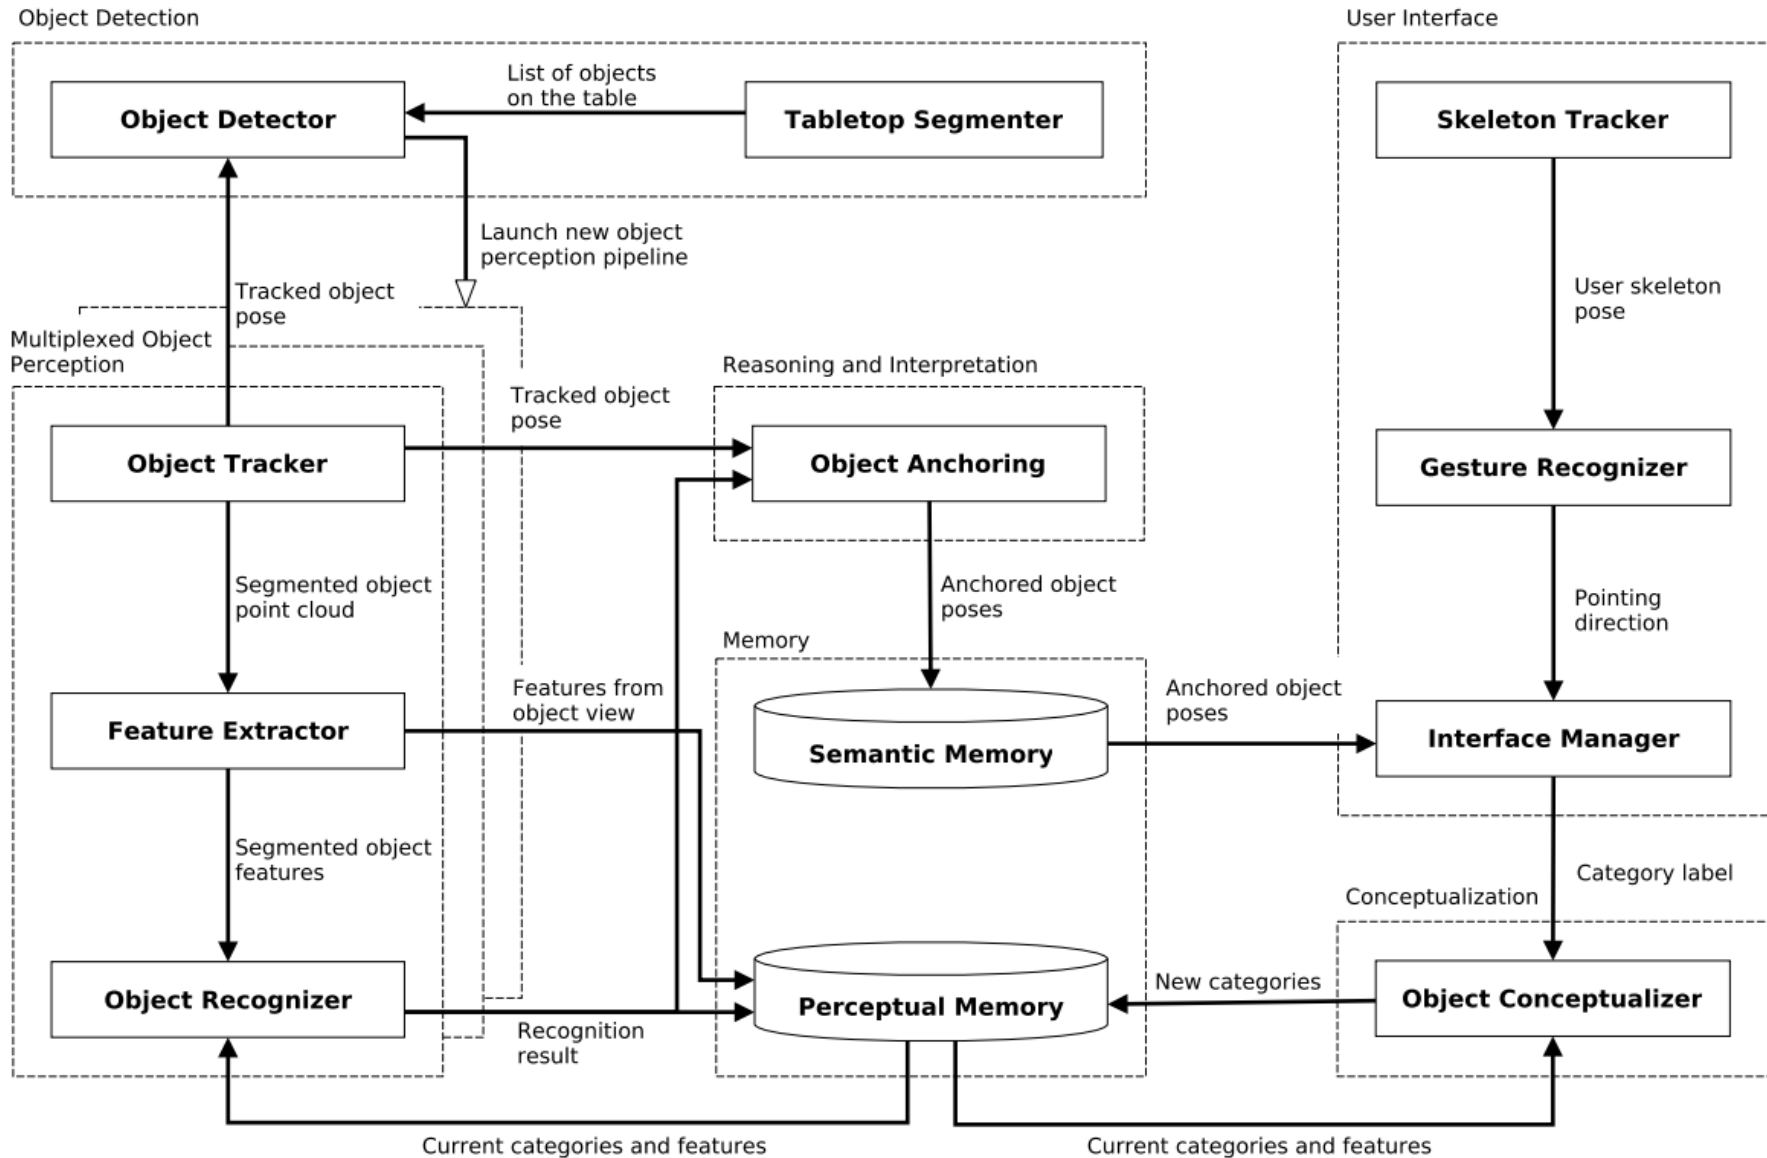 Object Detection
User Interface
List of objects
on the table
Object Detector
Tabletop Segmenter
Skeleton Tracker
Launch new object
perception pipeline
Tracked object
pose
User skeleton
pose
Multiplexed Object
Perception
Reasoning and Interpretation
Tracked object
pose
Object Tracker
Object Anchoring
Gesture Recognizer
Segmented object
point cloud
Anchored object
poses
Pointing
direction
Memory
Features from
object view
Anchored object
poses
Feature Extractor
Semantic Memory
Interface Manager
Segmented object
features
Category label
Conceptualization
New categories
Object Recognizer
Perceptual Memory
Object Conceptualizer
Recognition
result
Current categories and features
Current categories and features